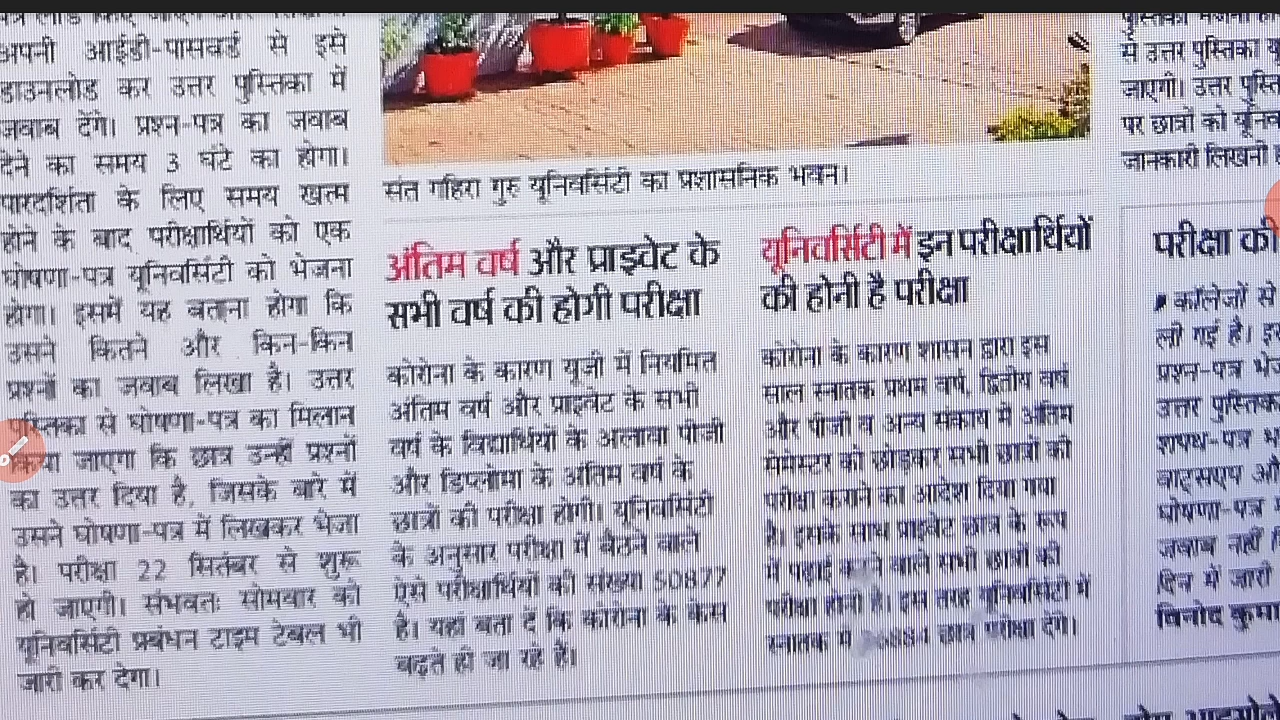 अपनी आईडी-पासवर्ड से इसे
डाउनलोड कर उत्तर पुस्तिका में
जवाब देंगे। प्रश्न-पत्र का जवाब
देने का समय 3 घंटे का होगा।
पारदर्शिता के लिए समय खत्म
होने के बाद परीक्षार्थियों को एक
घोषणा-पत्र यूनिवर्सिटी को भेजना
होगा। इसमें यह बताना होगा कि
उसने कितने और किन-किन
प्रश्नों का जवाब लिखा है। उत्तर
पुस्तिका से घोषणा-पत्र का मिलान
किया जाएगा कि छात्र उन्हीं प्रश्नों
का उत्तर दिया है, जिसके बारे में
उसने घोषणा-पत्र में लिखकर भेजा
है। परीक्षा 22 सितंबर से शुरू
हो जाएगी। संभवतः सोमवार को
यूनिवर्सिटी प्रबंधन टाइम टेबल भी
जारी कर देगा।
संत गहिरा गुरु यूनिवर्सिटी का प्रशासनिक भवन।
अंतिम वर्ष और प्राइवेट के
सभी वर्ष की होगी परीक्षा
कोरोना के कारण यूजी में नियमित
अंतिम वर्ष और प्राइवेट के सभी
वर्ष के विद्यार्थियों के अलावा पीजी
और डिप्लोमा के अंतिम वर्ष के
छात्रों की परीक्षा होगी। यूनिवर्सिटी
के अनुसार परीक्षा में बैठने वाले
ऐसे परीक्षार्थियों की संख्या 50877
है। यहां बता दें कि कोरोना के केस
बढ़ते ही जा रहे हैं।
यूनिवर्सिटी में इन परीक्षार्थियों
की होनी है परीक्षा
कोरोना के कारण शासन द्वारा इस
साल स्नातक प्रथम वर्ष, द्वितीय वर्ष
और पीजी व अन्य संकाय में अंतिम
सेमेस्टर को छोड़कर सभी छात्रों की
परीक्षा कराने का आदेश दिया गया
है। इसके साथ प्राइवेट छात्र के रूप
में पढ़ाई करने वाले सभी छात्रों की
परीक्षा होनी है। इस तरह यूनिवर्सिटी में
स्नातक में छात्र परीक्षा देंगे।
से उत्तर पुस्तिका
जाएगी। उत्तर
पर छात्रों को
जानकारी लिखनी
परीक्षा की
कॉलेजों से
ली गई है।
प्रश्न-पत्र
उत्तर
शपथ-पत्र
वाट्सएप
घोषणा-पत्र
जवाब नहीं
दिन में जारी
विनोद